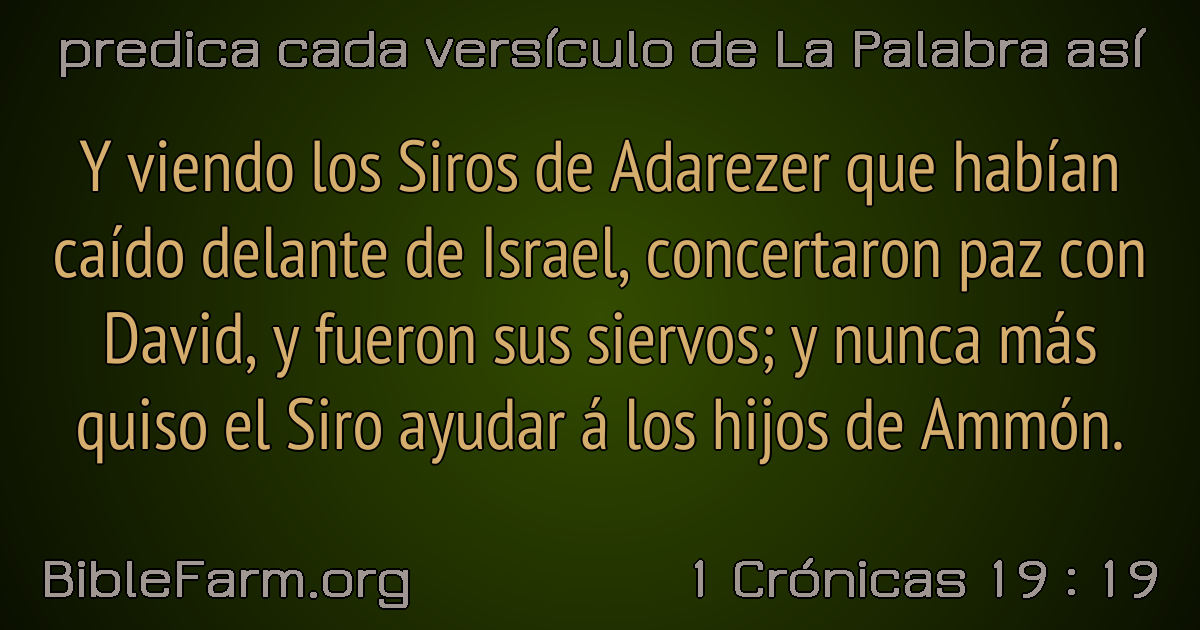 predica cada versículo de La Palabra así
Y viendo los Siros de Adarezer que habían
caído delante de Israel, concertaron paz con
David, y fueron sus siervos; y nunca más
quiso el Siro ayudar á los hijos de Ammón.
BibleFarm.org
1 Crónicas 19 : 19